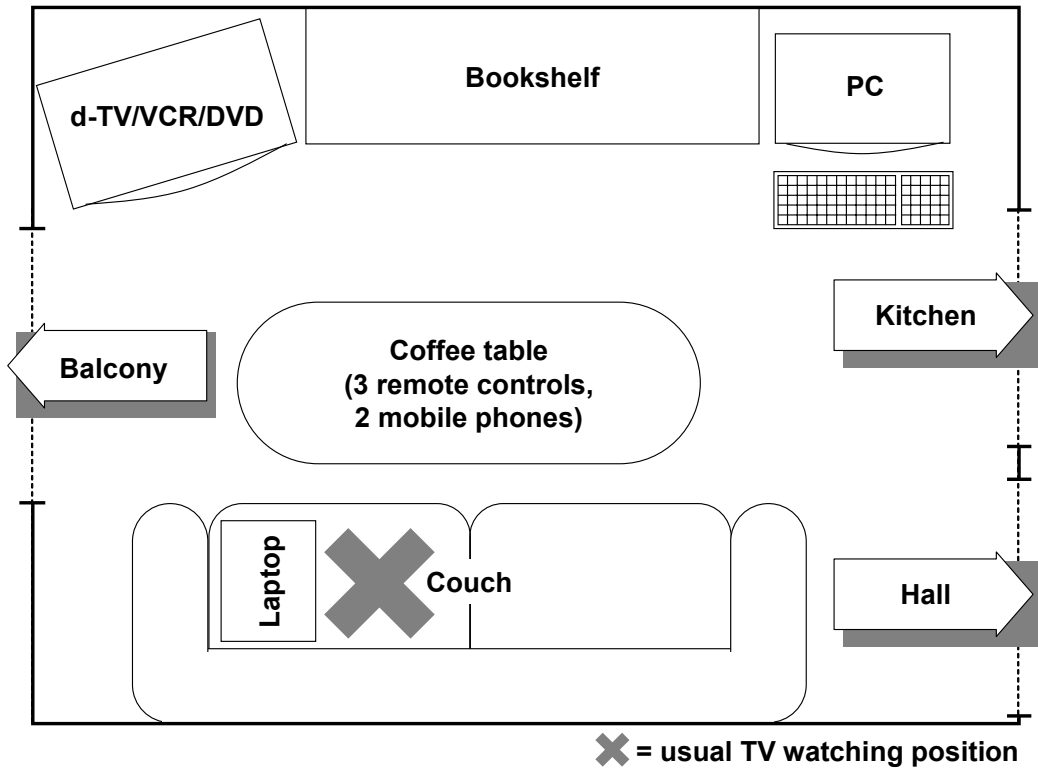 d-TV/VCR/DVD
Bookshelf
PC
Balcony
Coffee table
(3 remote controls,
2 mobile phones)
Kitchen
Laptop
Couch
Hall
= usual TV watching position